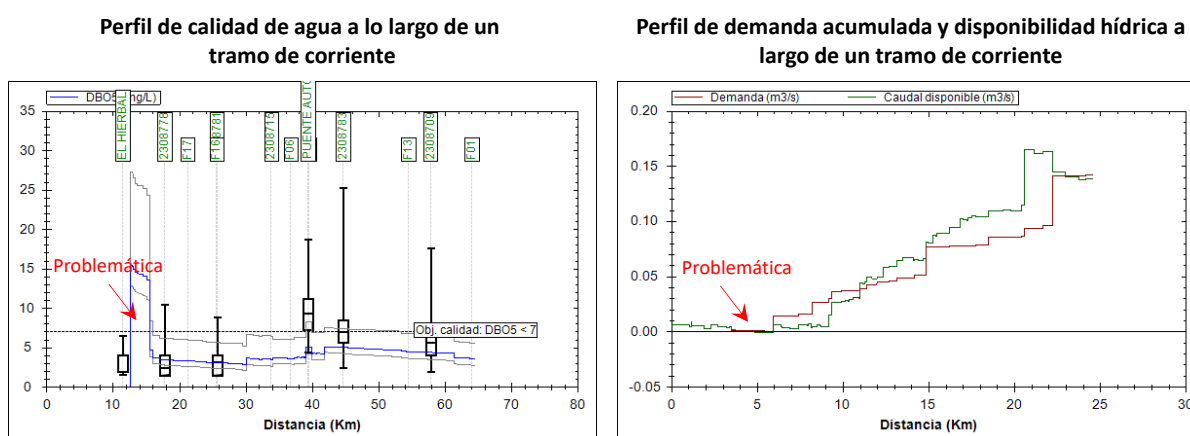 Perfil de calidad de agua a lo largo de un
tramo de corriente
DBO5 (mg/L)
35
30
25
20
15
10
5
0
EL HIERBAL
2308778
F17
F16
8781
2308715
F06
PUENTE AUTO
2308783
F13
2308709
F01
Problemática
Obj. calidad: DBO5 < 7
0 10 20 30 40 50 60 70 80
Distancia (Km)
Perfil de demanda acumulada y disponibilidad hídrica a
largo de un tramo de corriente
Demanda (m3/s) Caudal disponible (m3/s)
0.20
0.15
0.10
0.05
0.00
-0.05
Problemática
0 5 10 15 20 25 30
Distancia (Km)